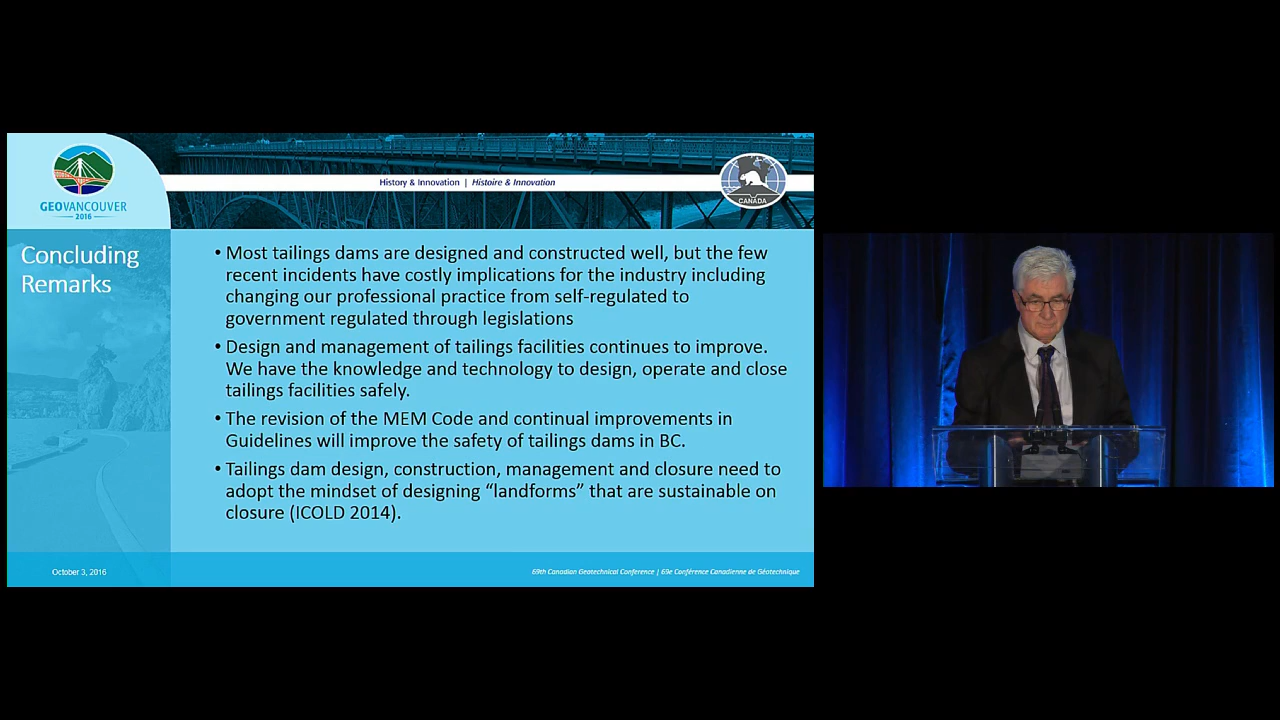 GEOVANCOUVER
2016
History & Innovation | Histoire & Innovation
CANADA
Concluding
Remarks
• Most tailings dams are designed and constructed well, but the few
recent incidents have costly implications for the industry including
changing our professional practice from self-regulated to
government regulated through legislations
• Design and management of tailings facilities continues to improve.
We have the knowledge and technology to design, operate and close
tailings facilities safely.
• The revision of the MEM Code and continual improvements in
Guidelines will improve the safety of tailings dams in BC.
• Tailings dam design, construction, management and closure need to
adopt the mindset of designing “landforms” that are sustainable on
closure (ICOLD 2014).
October 3, 2016
69th Canadian Geotechnical Conference | 69e Conférence Canadienne de Géotechnique